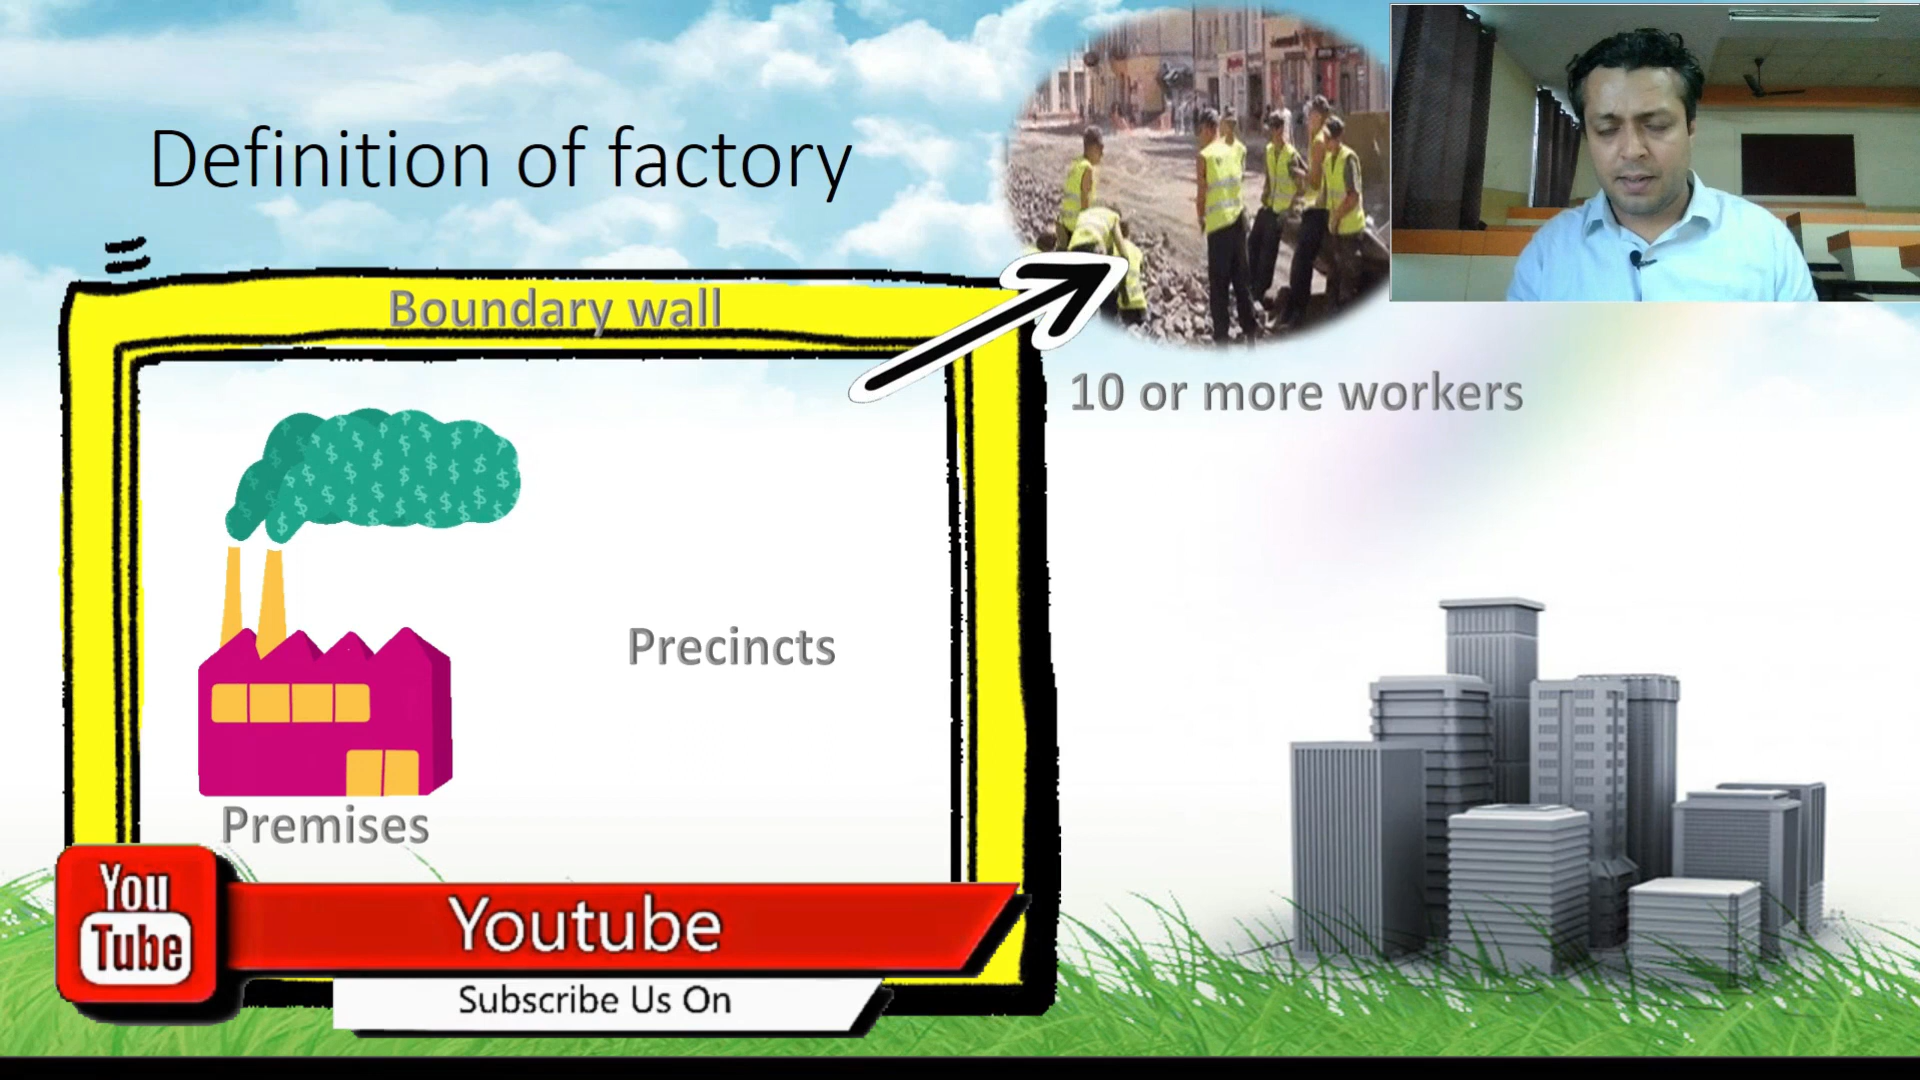 Definition of factory
Boundary wall
10 or more workers
Precincts
Premises
You
Tube
Youtube
Subscribe Us On